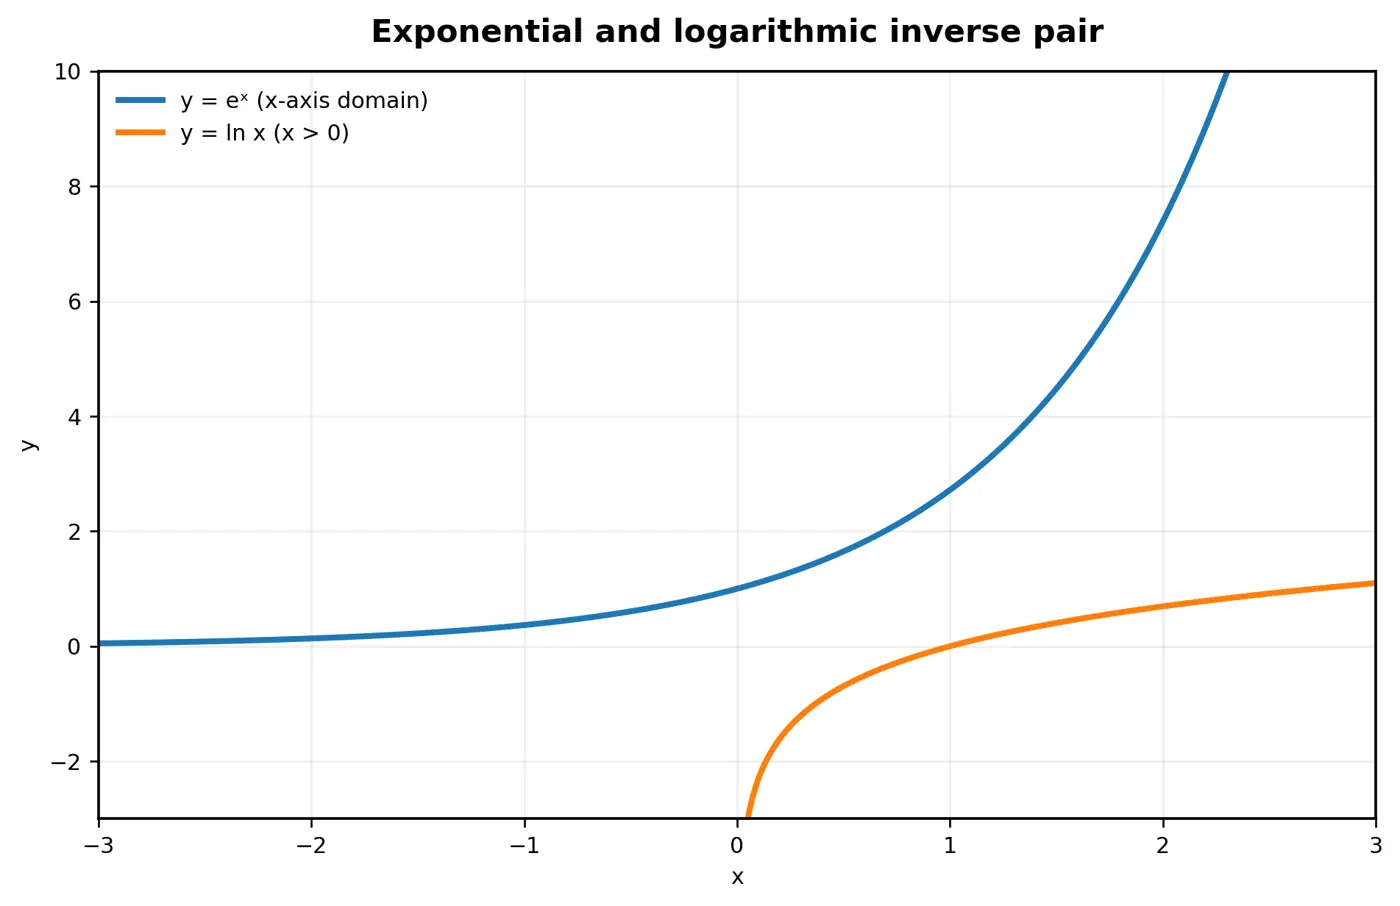 Exponential and logarithmic inverse pair
10
y = eˣ (x-axis domain)
y = ln x (x > 0)
8
6
4
y
2
0
−2
−3 −2 −1 0 1 2 3
x